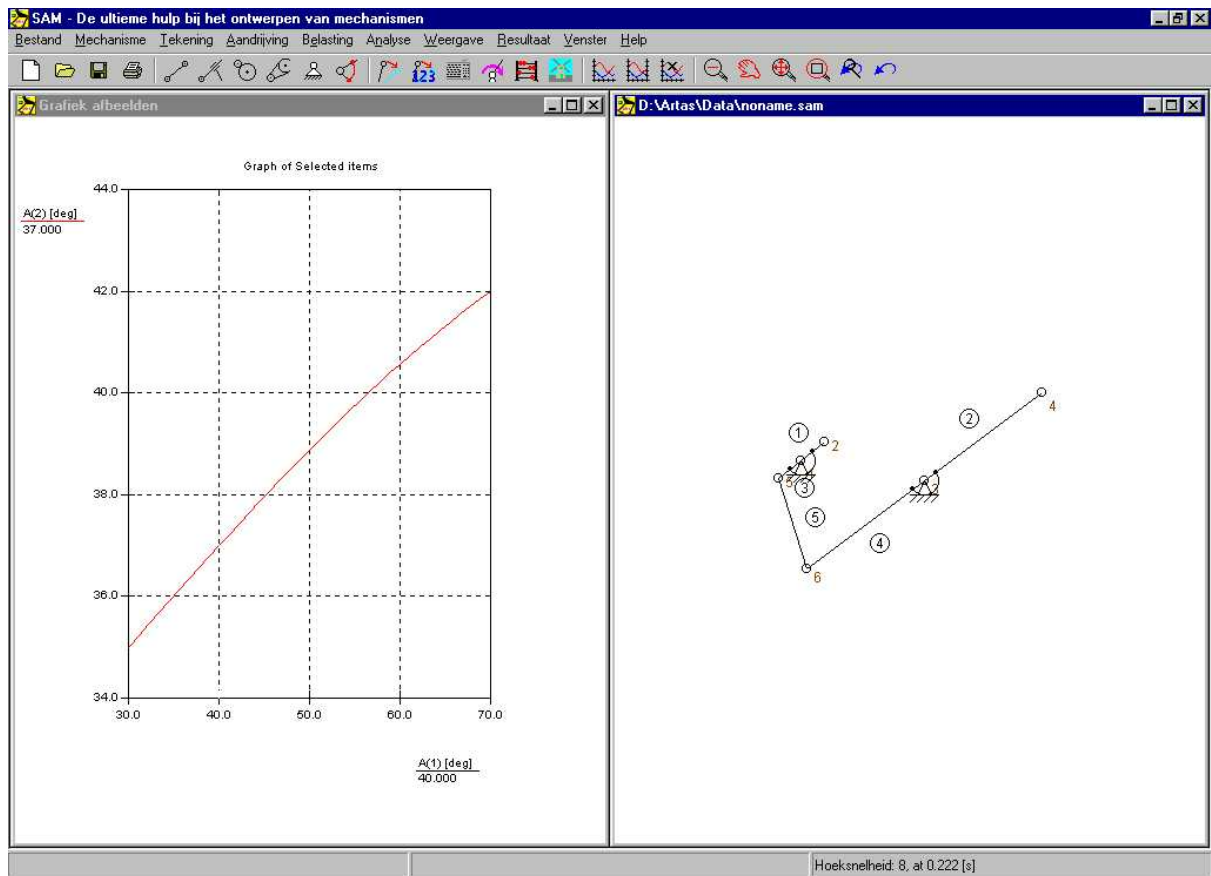 SAM - De ultieme hulp bij het ontwerpen van mechanismen
Bestand Mechanisme Tekening Aandrijving Belasting Analyse Weergave Resultaat Venster Help
123
Grafiek afbeelden
Graph of Selected items
A(2) [deg]
37.000
44.0
42.0
40.0
38.0
36.0
34.0
30.0 40.0 50.0 60.0 70.0
A(1) [deg]
40.000
D:\Artas\Data\noname.sam
4
2
1
2
5
3
5
4
6
Hoeksnelheid: 8, at 0.222 [s]